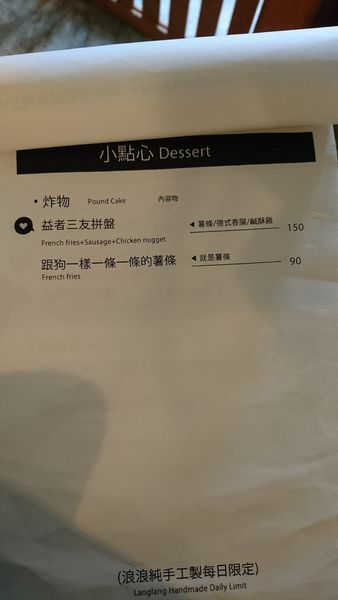 小點心 Dessert
• 炸物 Pound Cake 內容物
益者三友拼盤 ◀ 薯條/德式香腸/鹹酥雞 150
French fries+Sausage+Chicken nugget
跟狗一樣一條一條的薯條 ◀ 就是薯條 90
French fries
(浪浪純手工製每日限定)
Langlang Handmade Daily Limit